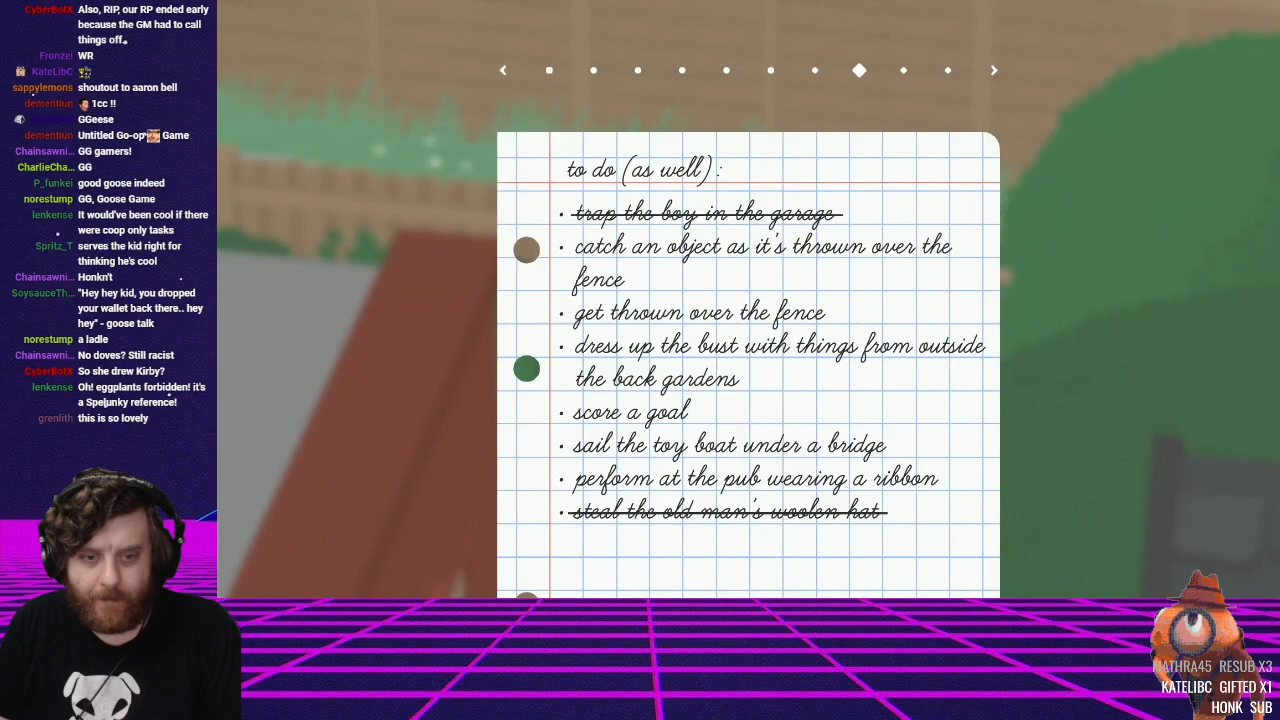 CyberBotX Also, RIP, our RP ended early
because the GM had to call
things off.
Fronzel WR
KateLibC
sappylemons shoutout to aaron bell
dementiun 1cc !!
GGeese
dementiun Untitled Go-op Game
Chainsawni... GG gamers!
CharlieCha... GG
P_funkei good goose indeed
norestump GG, Goose Game
lenkense It would've been cool if there
were coop only tasks
Spritz_T serves the kid right for
thinking he's cool
Chainsawni... Honkn't
SoysauceTh... "Hey hey kid, you dropped
your wallet back there.. hey
hey" - goose talk
norestump a ladle
Chainsawni... No doves? Still racist
CyberBotX So she drew Kirby?
lenkense Oh! eggplants forbidden! it's
a Spelunky reference!
grenlith this is so lovely
to do (as well) :
• trap the boy in the garage
• catch an object as it's thrown over the
fence
• get thrown over the fence
• dress up the bust with things from outside
the back gardens
• score a goal
• sail the toy boat under a bridge
• perform at the pub wearing a ribbon
• steal the old man's woolen hat
MATHRA45 RESUB X3
KATELIBC GIFTED X1
HONK SUB